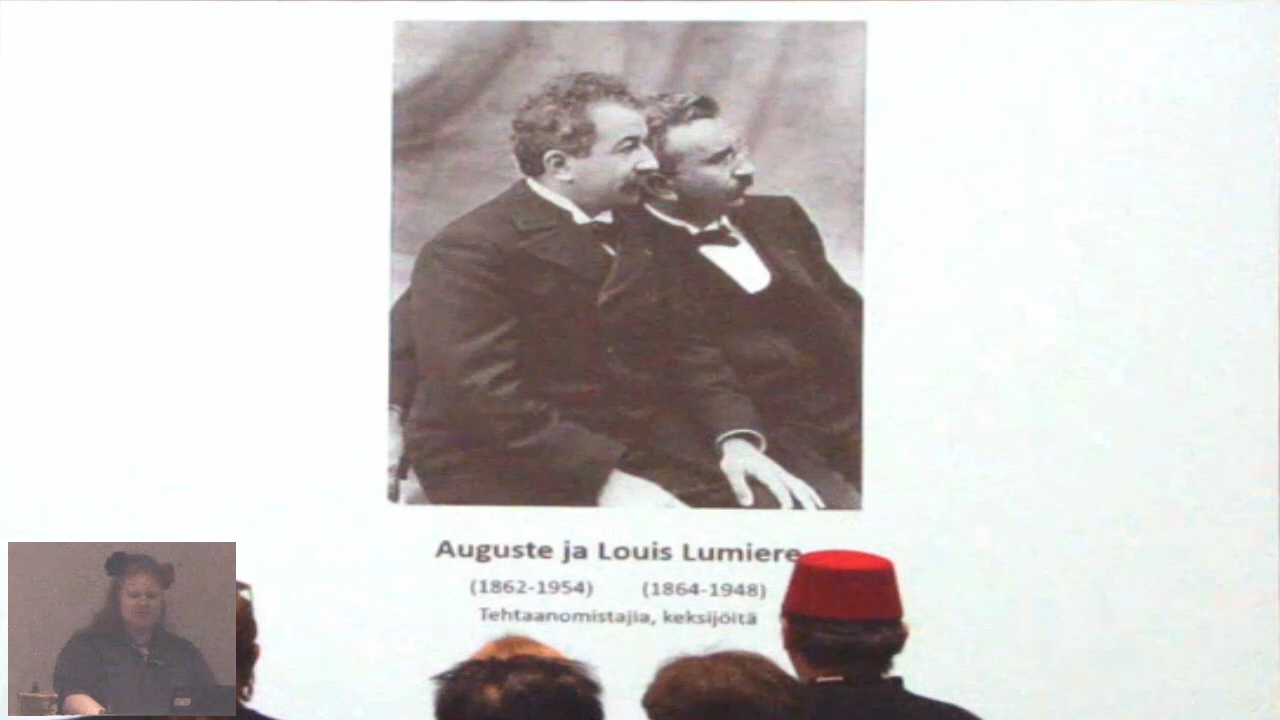 Auguste ja Louis Lumiere
(1862-1954) (1864-1948)
Tehtaanomistajia, keksijöitä